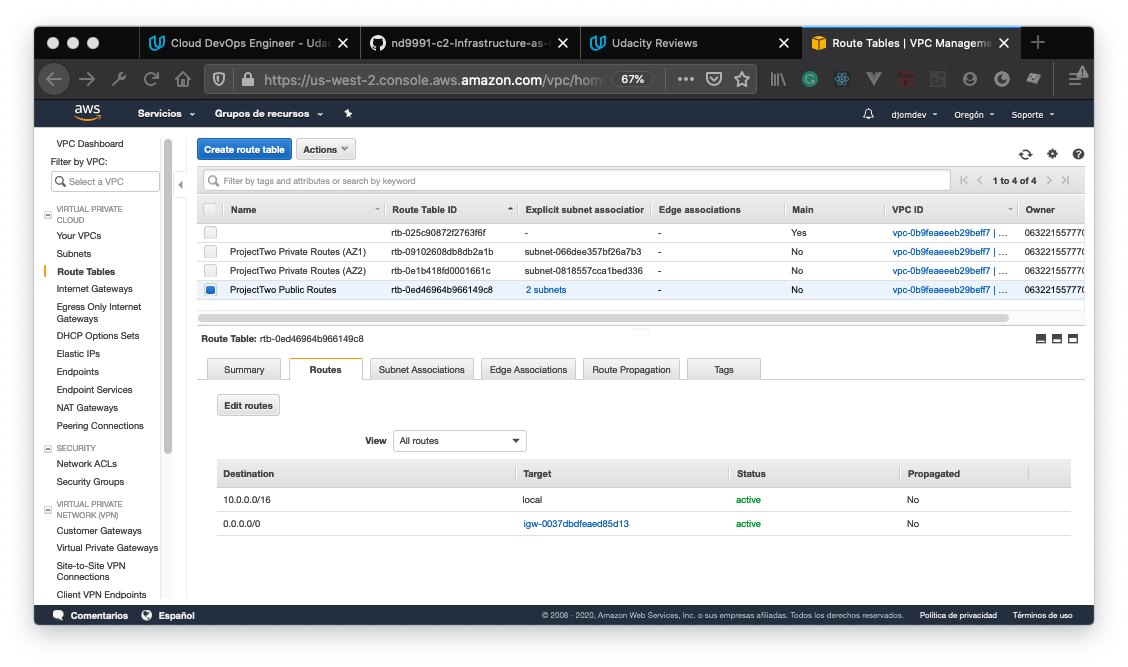 Cloud DevOps Engineer - Udac
nd9991-c2-Infrastructure-as-
Udacity Reviews
Route Tables | VPC Manageme
https://us-west-2.console.aws.amazon.com/vpc/hom
67%
aws
Servicios
Grupos de recursos
djomdev
Oregón
Soporte
VPC Dashboard
Filter by VPC:
Select a VPC
VIRTUAL PRIVATE
CLOUD
Your VPCs
Subnets
Route Tables
Internet Gateways
Egress Only Internet
Gateways
DHCP Options Sets
Elastic IPs
Endpoints
Endpoint Services
NAT Gateways
Peering Connections
SECURITY
Network ACLs
Security Groups
VIRTUAL PRIVATE
NETWORK (VPN)
Customer Gateways
Virtual Private Gateways
Site-to-Site VPN
Connections
Client VPN Endpoints
Create route table
Actions
Filter by tags and attributes or search by keyword
1 to 4 of 4
Name Route Table ID Explicit subnet association Edge associations Main VPC ID Owner
rtb-025c90872f2763f6f - - Yes vpc-0b9feaeeeb29beff7 | ... 063221557770
ProjectTwo Private Routes (AZ1) rtb-09102608db8db2a1b subnet-066dee357bf26a7b3 - No vpc-0b9feaeeeb29beff7 | ... 063221557770
ProjectTwo Private Routes (AZ2) rtb-0e1b418fd0001661c subnet-0818557cca1bed336 - No vpc-0b9feaeeeb29beff7 | ... 063221557770
ProjectTwo Public Routes rtb-0ed46964b966149c8 2 subnets - No vpc-0b9feaeeeb29beff7 | ... 063221557770
Route Table: rtb-0ed46964b966149c8
Summary
Routes
Subnet Associations
Edge Associations
Route Propagation
Tags
Edit routes
View All routes
Destination Target Status Propagated
10.0.0.0/16 local active No
0.0.0.0/0 igw-0037dbdfeaed85d13 active No
Comentarios
Español
© 2008 - 2020, Amazon Web Services, Inc. o sus empresas afiliadas. Todos los derechos reservados.
Política de privacidad
Términos de uso